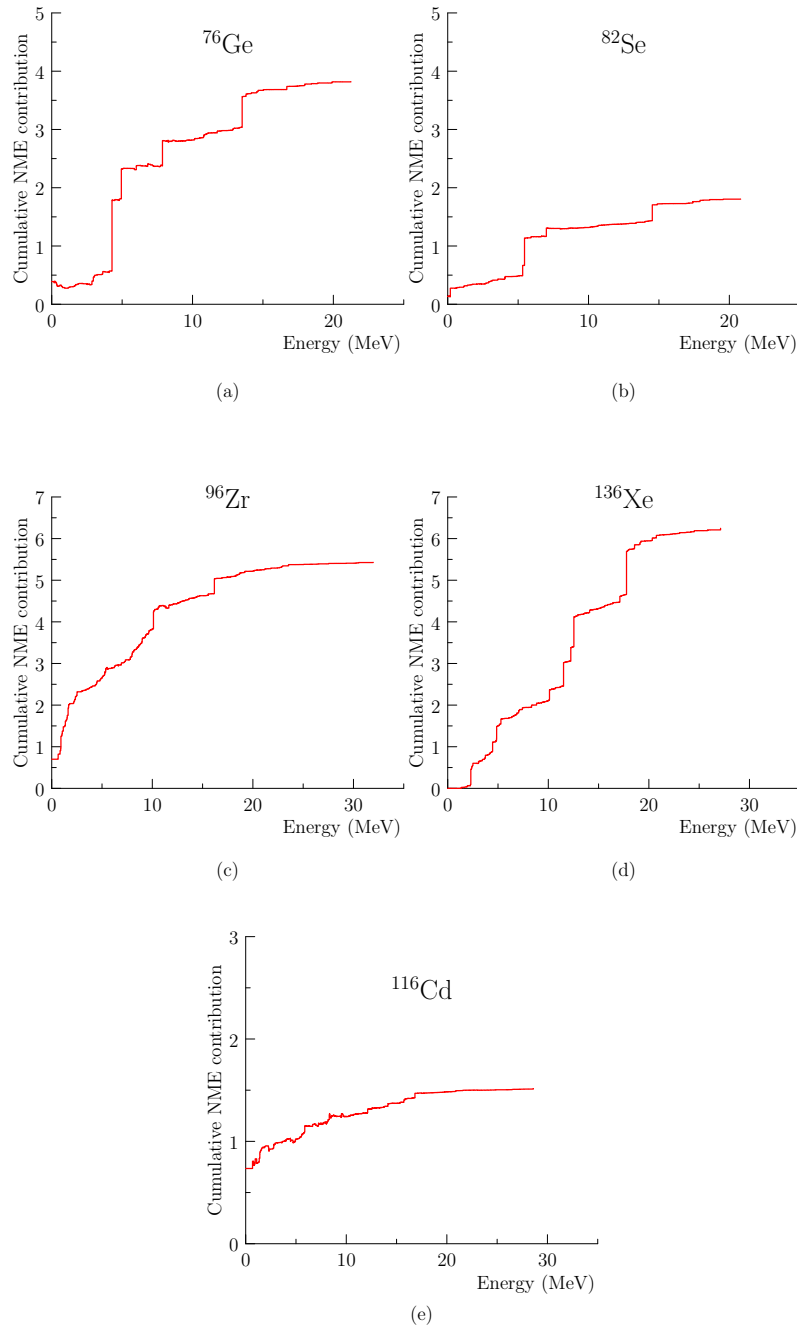 ⁷⁶Ge
Cumulative NME contribution
5
4
3
2
1
0
0
10
20
Energy (MeV)
(a)
⁸²Se
Cumulative NME contribution
5
4
3
2
1
0
0
10
20
Energy (MeV)
(b)
⁹⁶Zr
Cumulative NME contribution
7
6
5
4
3
2
1
0
0
10
20
30
Energy (MeV)
(c)
¹³⁶Xe
Cumulative NME contribution
7
6
5
4
3
2
1
0
0
10
20
30
Energy (MeV)
(d)
¹¹⁶Cd
Cumulative NME contribution
3
2
1
0
0
10
20
30
Energy (MeV)
(e)